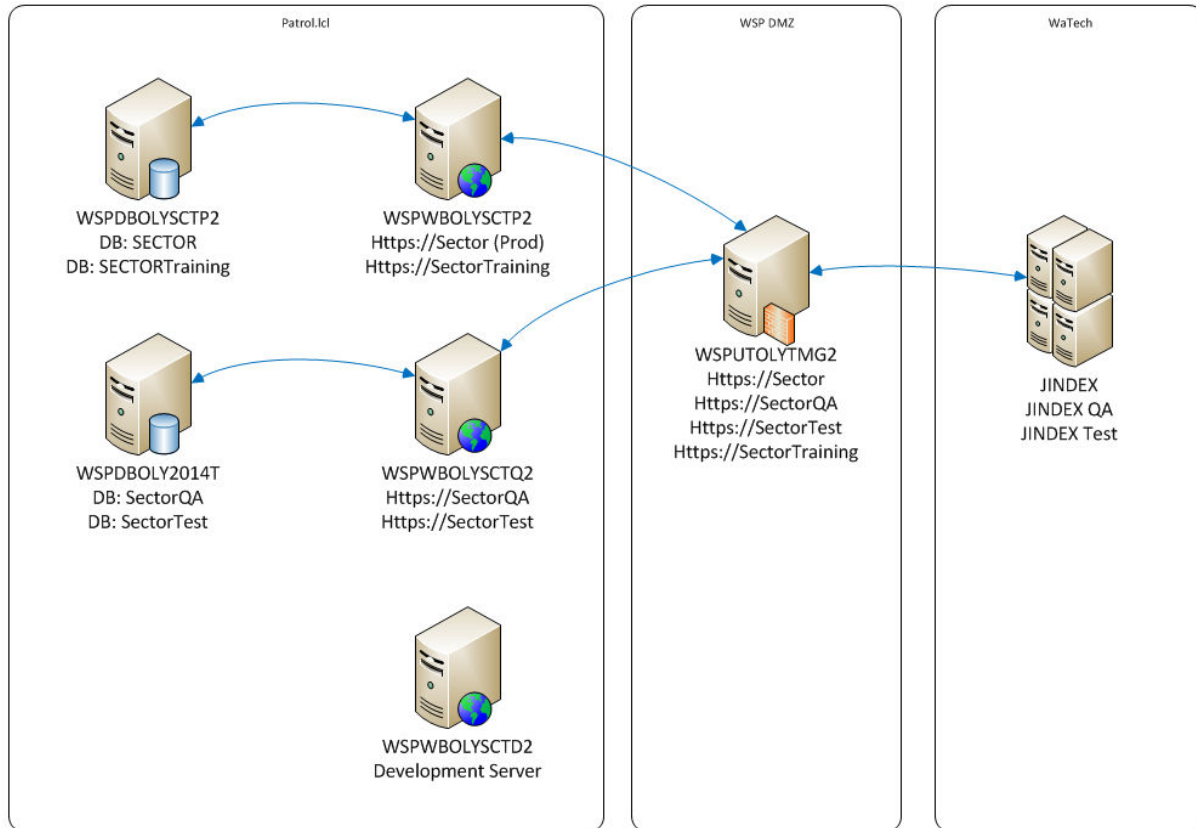 Patrol.lcl
WSP DMZ
WaTech
WSPDBOLYSCTP2
DB: SECTOR
DB: SECTORTraining
WSPWBOLYSCTP2
Https://Sector (Prod)
Https://SectorTraining
WSPDBOLY2014T
DB: SectorQA
DB: SectorTest
WSPWBOLYSCTQ2
Https://SectorQA
Https://SectorTest
WSPWBOLYSCTD2
Development Server
WSPUTOLYTMG2
Https://Sector
Https://SectorQA
Https://SectorTest
Https://SectorTraining
JINDEX
JINDEX QA
JINDEX Test